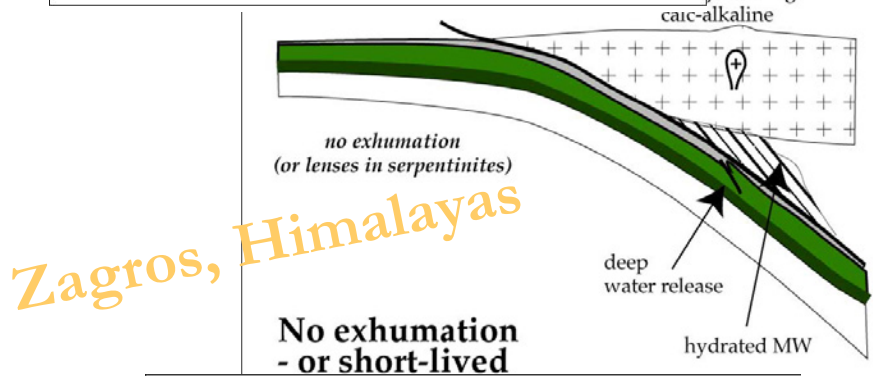 calc-alkaline
no exhumation
(or lenses in serpentinites)
Zagros, Himalayas
deep
water release
hydrated MW
No exhumation
- or short-lived